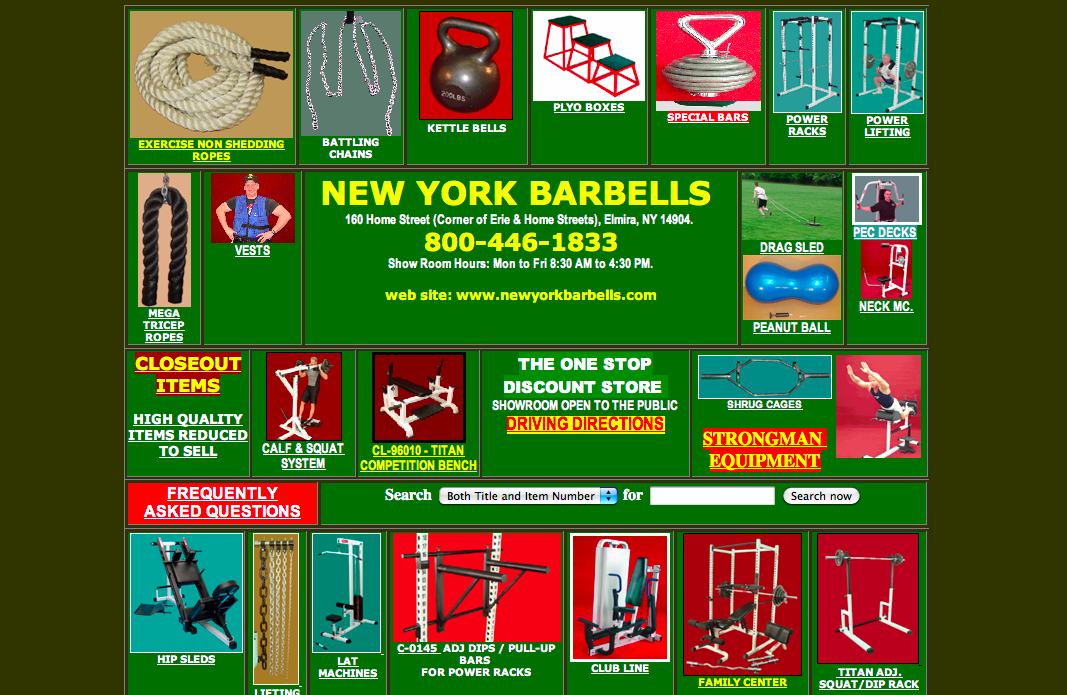 EXERCISE NON SHEDDING
ROPES
BATTLING
CHAINS
200LBS
KETTLE BELLS
PLYO BOXES
SPECIAL BARS
POWER
RACKS
POWER
LIFTING
MEGA
TRICEP
ROPES
VESTS
NEW YORK BARBELLS
160 Home Street (Corner of Erie & Home Streets), Elmira, NY 14904.
800-446-1833
Show Room Hours: Mon to Fri 8:30 AM to 4:30 PM.
web site: www.newyorkbarbells.com
DRAG SLED
PEANUT BALL
PEC DECKS
NECK MC.
CLOSEOUT
ITEMS
HIGH QUALITY
ITEMS REDUCED
TO SELL
CALF & SQUAT
SYSTEM
CL-96010 - TITAN
COMPETITION BENCH
THE ONE STOP
DISCOUNT STORE
SHOWROOM OPEN TO THE PUBLIC
DRIVING DIRECTIONS
SHRUG CAGES
STRONGMAN
EQUIPMENT
FREQUENTLY
ASKED QUESTIONS
Search Both Title and Item Number for Search now
HIP SLEDS
LIFTING
LAT
MACHINES
C-0145 ADJ DIPS / PULL-UP
BARS
FOR POWER RACKS
CLUB LINE
FAMILY CENTER
TITAN ADJ.
SQUAT/DIP RACK